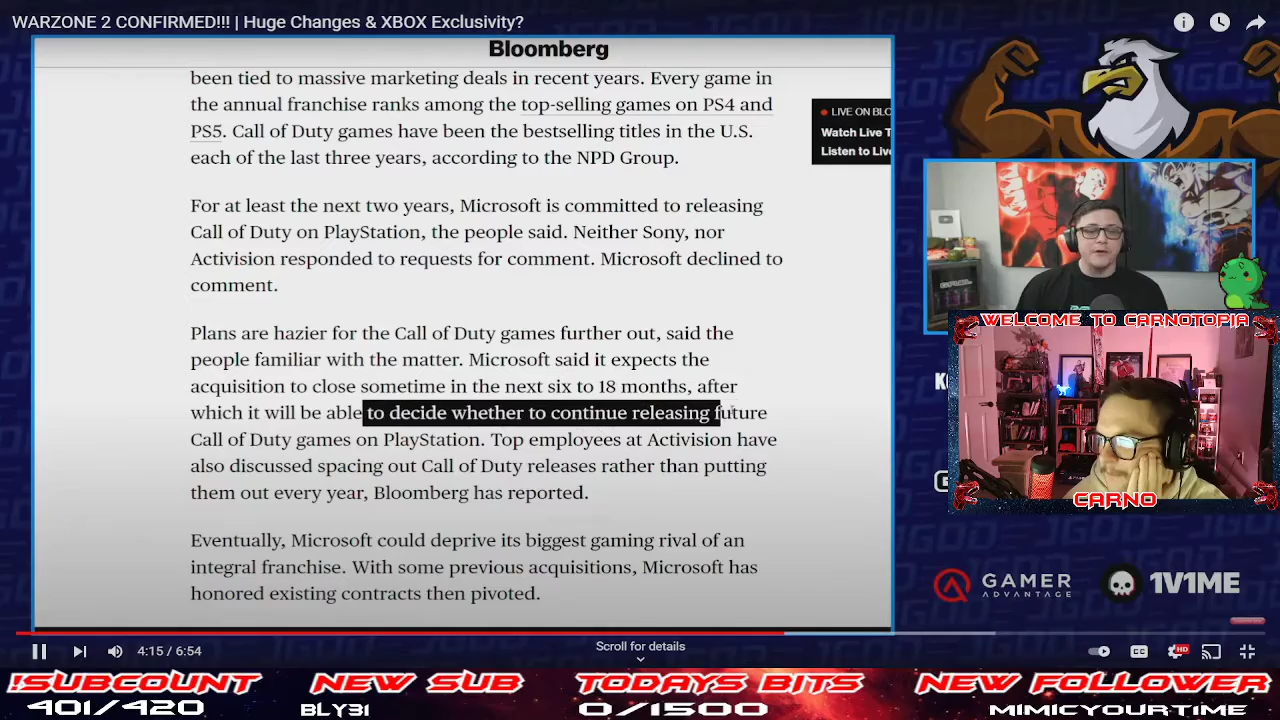 WARZONE 2 CONFIRMED!!! | Huge Changes & XBOX Exclusivity?
Bloomberg
been tied to massive marketing deals in recent years. Every game in
the annual franchise ranks among the top-selling games on PS4 and
PS5. Call of Duty games have been the bestselling titles in the U.S.
each of the last three years, according to the NPD Group.
LIVE ON BLO
Watch Live T
Listen to Live
For at least the next two years, Microsoft is committed to releasing
Call of Duty on PlayStation, the people said. Neither Sony, nor
Activision responded to requests for comment. Microsoft declined to
comment.
Plans are hazier for the Call of Duty games further out, said the
people familiar with the matter. Microsoft said it expects the
acquisition to close sometime in the next six to 18 months, after
which it will be able to decide whether to continue releasing future
Call of Duty games on PlayStation. Top employees at Activision have
also discussed spacing out Call of Duty releases rather than putting
them out every year, Bloomberg has reported.
Eventually, Microsoft could deprive its biggest gaming rival of an
integral franchise. With some previous acquisitions, Microsoft has
honored existing contracts then pivoted.
WELCOME TO CARNOTOPIA
CARNO
GAMER
ADVANTAGE
1V1ME
4:15 / 6:54
Scroll for details
CC
HD
!SUBCOUNT
401/420
NEW SUB
BLY31
TODAYS BITS
0/1500
NEW FOLLOWER
MIMICYOURTIME